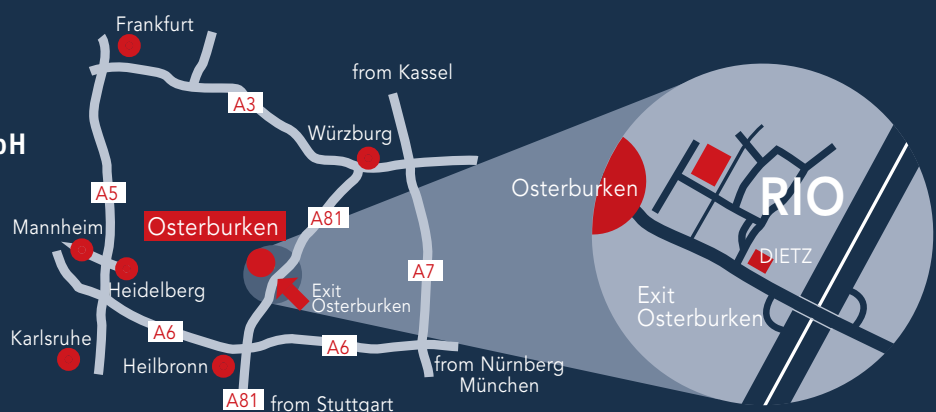 Frankfurt
from Kassel
A3
Würzburg
A5
Osterburken
Mannheim
A81
Osterburken
RIO
DIETZ
A7
Heidelberg
Exit
Osterburken
Exit
Osterburken
A6
A6
Karlsruhe
Heilbronn
from Nürnberg
München
A81
from Stuttgart